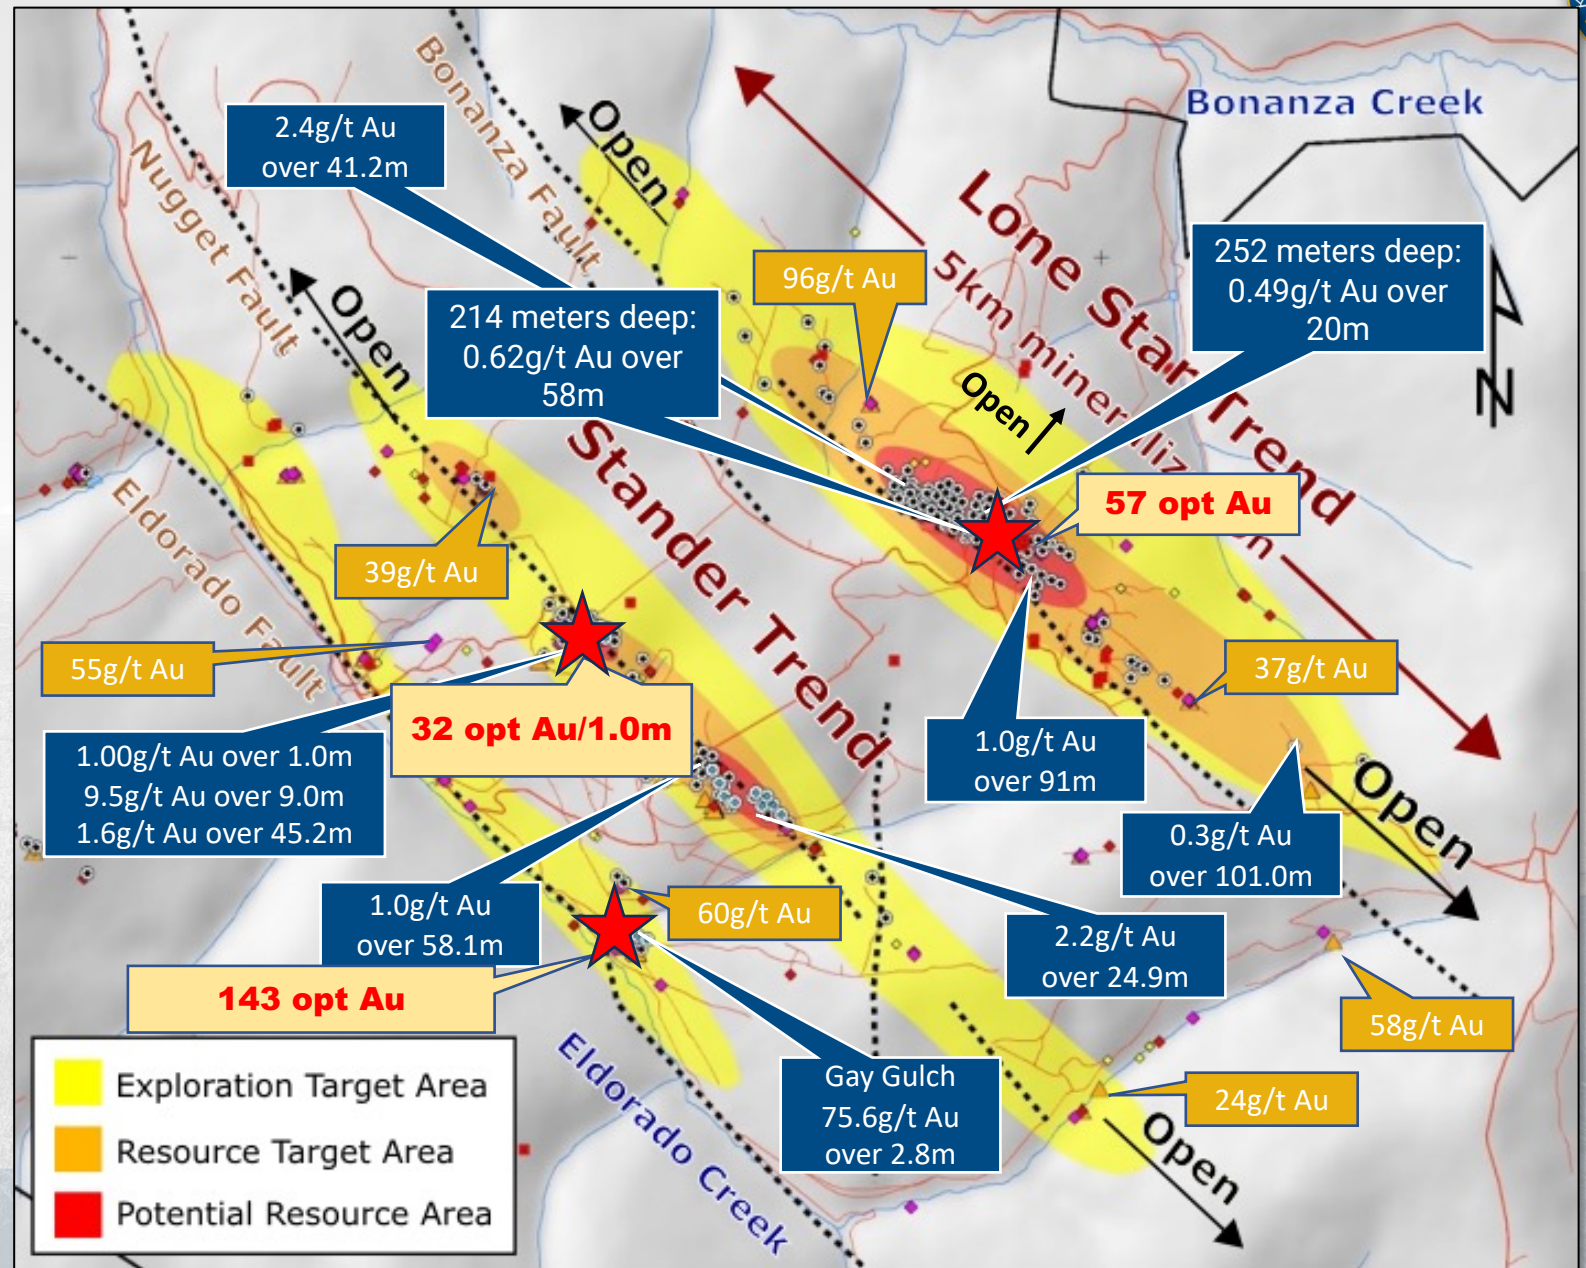 Bonanza Creek
Bonanza Fault
Open
Lone Star Trend
2.4g/t Au
over 41.2m
Nugget Fault
252 meters deep:
0.49g/t Au over
20m
96g/t Au
5km
Open
214 meters deep:
0.62g/t Au over
58m
Open
N
Stander Trend
57 opt Au
Eldorado Fault
39g/t Au
55g/t Au
37g/t Au
32 opt Au/1.0m
1.00g/t Au over 1.0m
9.5g/t Au over 9.0m
1.6g/t Au over 45.2m
1.0g/t Au
over 91m
Open
0.3g/t Au
over 101.0m
1.0g/t Au
over 58.1m
60g/t Au
2.2g/t Au
over 24.9m
143 opt Au
58g/t Au
Eldorado Creek
Gay Gulch
75.6g/t Au
over 2.8m
24g/t Au
Open
Exploration Target Area
Resource Target Area
Potential Resource Area